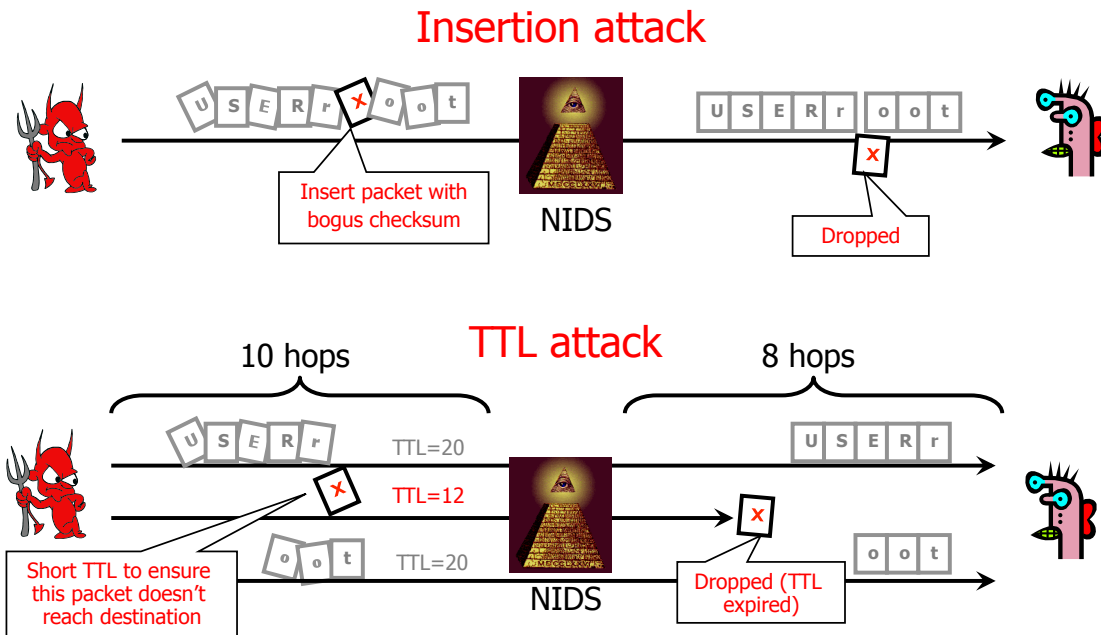 Insertion attack
U S E R r X o o t
U S E R r o o t
X
Insert packet with
bogus checksum
NIDS
Dropped
TTL attack
10 hops
8 hops
U S E R r
TTL=20
U S E R r
X
TTL=12
X
o o t
TTL=20
o o t
Short TTL to ensure
this packet doesn't
reach destination
NIDS
Dropped (TTL
expired)